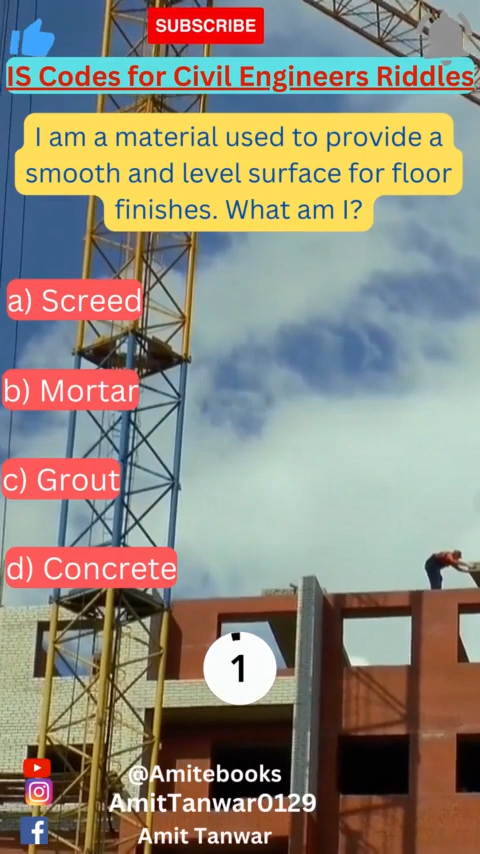 SUBSCRIBE
IS Codes for Civil Engineers Riddles
I am a material used to provide a
smooth and level surface for floor
finishes. What am I?
a) Screed
b) Mortar
c) Grout
d) Concrete
1
@Amitebooks
AmitTanwar0129
Amit Tanwar